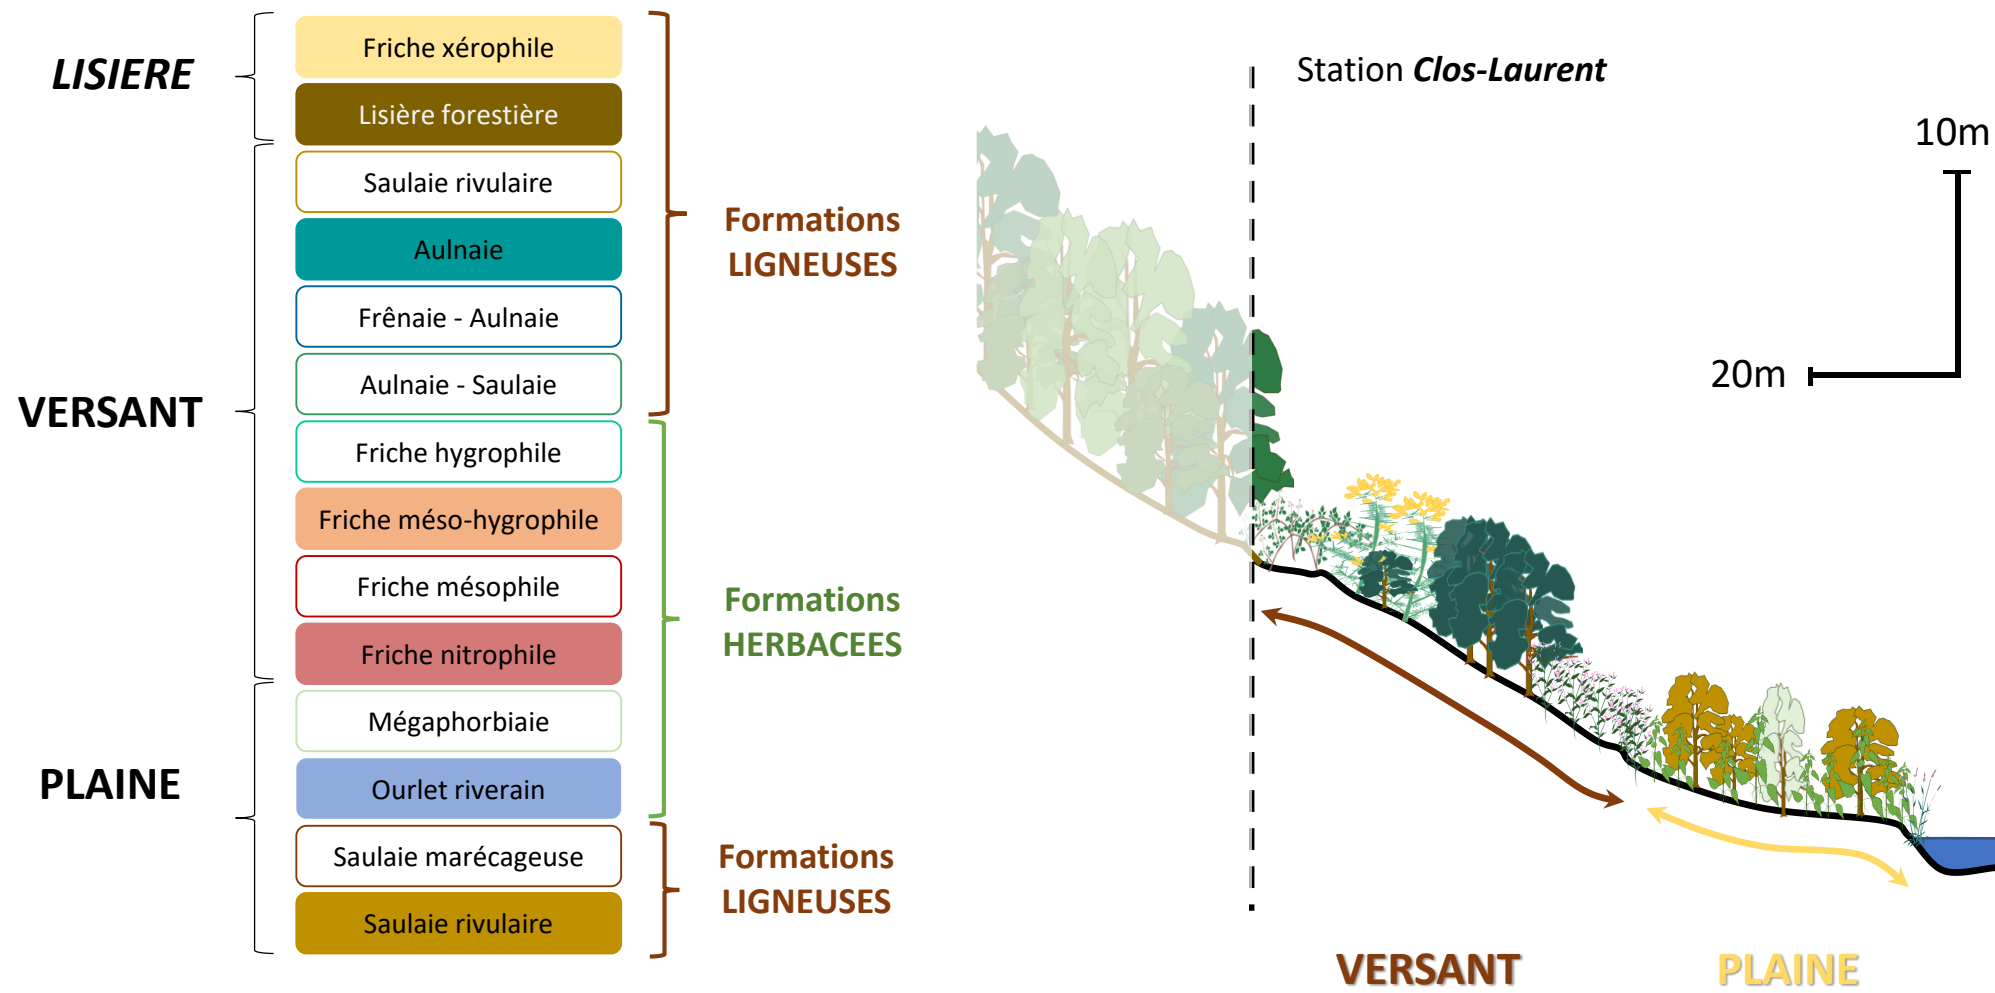 LISIERE
Friche xérophile
Lisière forestière
VERSANT
Saulaie rivulaire
Aulnaie
Frênaie - Aulnaie
Aulnaie - Saulaie
Friche hygrophile
Friche méso-hygrophile
Friche mésophile
Friche nitrophile
PLAINE
Mégaphorbiaie
Ourlet riverain
Saulaie marécageuse
Saulaie rivulaire
Formations
LIGNEUSES
Formations
HERBACEES
Formations
LIGNEUSES
Station Clos-Laurent
10m
20m
VERSANT
PLAINE